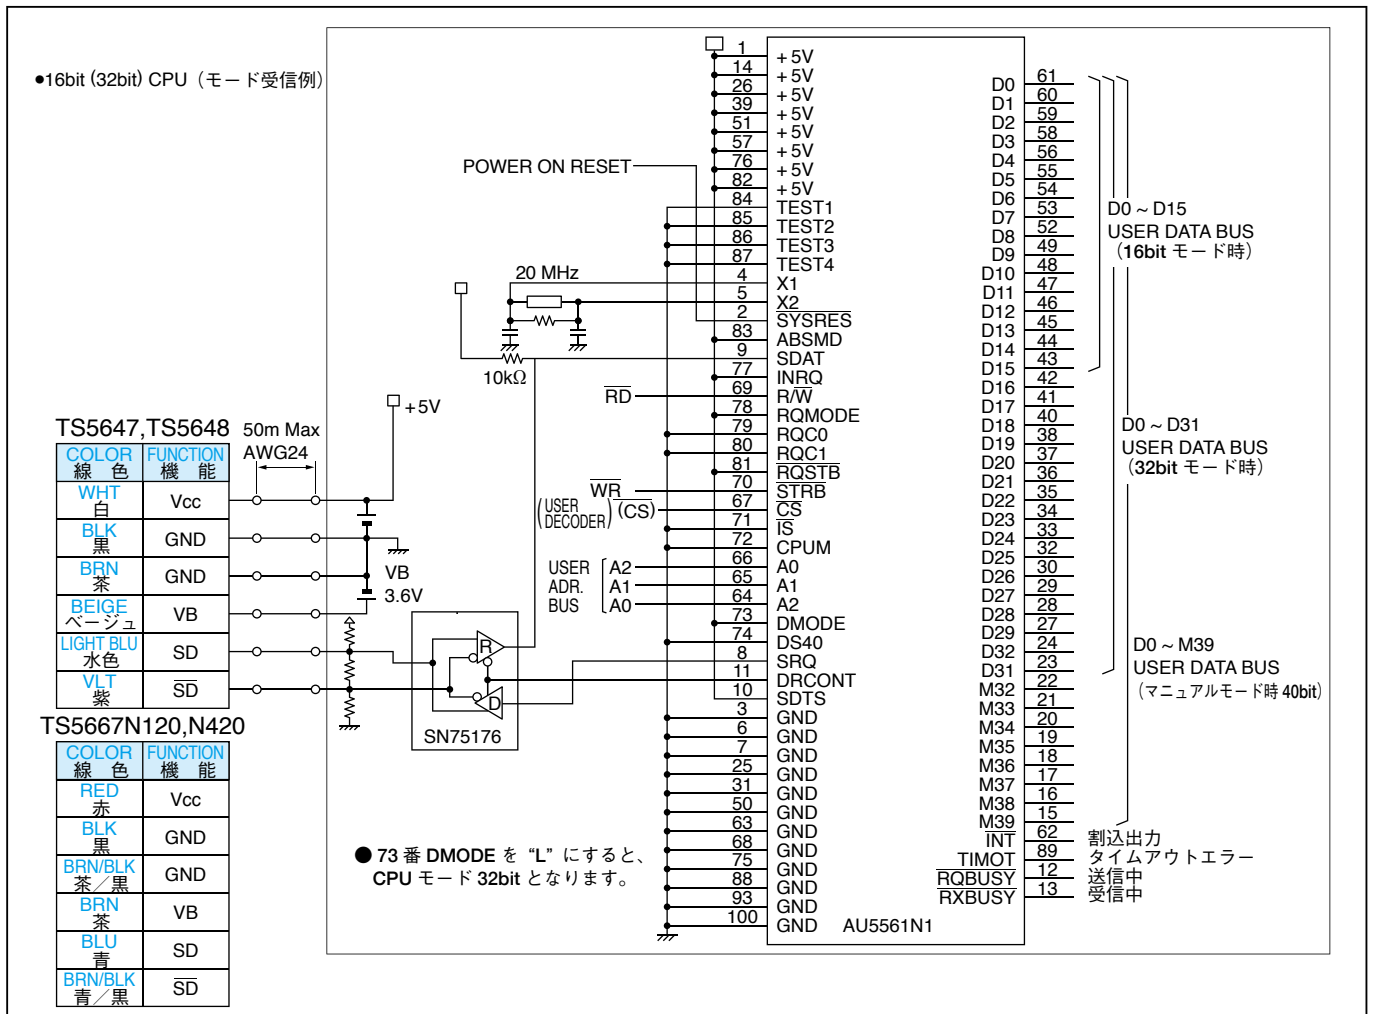 ●16bit (32bit) CPU（モード受信例）
POWER ON RESET
20 MHz
10kΩ
R̅D̅
W̅R̅
(USER DECODER) (C̅S̅)
USER ADR. BUS
A2
A1
A0
+5V
50m Max
AWG24
VB
3.6V
R
D
SN75176
TS5647,TS5648
COLOR 線 色 FUNCTION 機 能
WHT 白 Vcc
BLK 黒 GND
BRN 茶 GND
BEIGE ベージュ VB
LIGHT BLU 水色 SD
VLT 紫 S̅D̅
TS5667N120,N420
COLOR 線 色 FUNCTION 機 能
RED 赤 Vcc
BLK 黒 GND
BRN/BLK 茶／黒 GND
BRN 茶 VB
BLU 青 SD
BRN/BLK 青／黒 S̅D̅
● 73 番 DMODE を “L” にすると、
CPU モード 32bit となります。
1 +5V
14 +5V
26 +5V
39 +5V
51 +5V
57 +5V
76 +5V
82 +5V
84 TEST1
85 TEST2
86 TEST3
87 TEST4
4 X1
5 X2
2 S̅Y̅S̅R̅E̅S̅
83 ABSMD
9 SDAT
77 INRQ
69 R/W̅
78 RQMODE
79 RQC0
80 RQC1
81 R̅Q̅S̅T̅B̅
70 S̅T̅R̅B̅
67 C̅S̅
71 I̅S̅
72 CPUM
66 A0
65 A1
64 A2
73 DMODE
74 DS40
8 SRQ
11 DRCONT
10 SDTS
3 GND
6 GND
7 GND
25 GND
31 GND
50 GND
63 GND
68 GND
75 GND
88 GND
93 GND
100 GND
AU5561N1
D0 61
D1 60
D2 59
D3 58
D4 56
D5 55
D6 54
D7 53
D8 52
D9 49
D10 48
D11 47
D12 46
D13 45
D14 44
D15 43
D16 42
D17 41
D18 40
D19 38
D20 37
D21 36
D22 35
D23 34
D24 33
D25 32
D26 30
D27 29
D28 28
D29 27
D32 24
D31 23
M32 22
M33 21
M34 20
M35 19
M36 18
M37 17
M38 16
M39 15
I̅N̅T̅ 62 割込出力
TIMOT 89 タイムアウトエラー
R̅Q̅B̅U̅S̅Y̅ 12 送信中
R̅X̅B̅U̅S̅Y̅ 13 受信中
D0 ~ D15
USER DATA BUS
（16bit モード時）
D0 ~ D31
USER DATA BUS
（32bit モード時）
D0 ~ M39
USER DATA BUS
（マニュアルモード時 40bit）